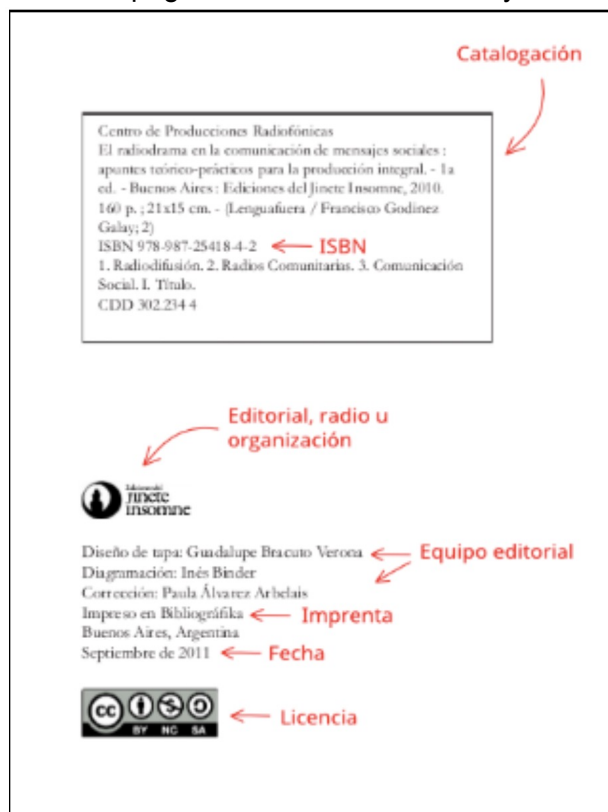 Catalogación
Centro de Producciones Radiofónicas
El radiodrama en la comunicación de mensajes sociales :
apuntes teórico-prácticos para la producción integral. - 1a
ed. - Buenos Aires : Ediciones del Jinete Insomne, 2010.
160 p. ; 21x15 cm. - (Lenguafuera / Francisco Godinez
Galay; 2)
ISBN 978-987-25418-4-2 ISBN
1. Radiodifusión. 2. Radios Comunitarias. 3. Comunicación
Social. I. Título.
CDD 302.234 4
Editorial, radio u
organización
Ediciones del
jinete
insomne
Diseño de tapa: Guadalupe Bracuto Verona Equipo editorial
Diagramación: Inés Binder
Corrección: Paula Álvarez Arbelais
Impreso en Bibliográfika Imprenta
Buenos Aires, Argentina
Septiembre de 2011 Fecha
cc Licencia
BY NC SA